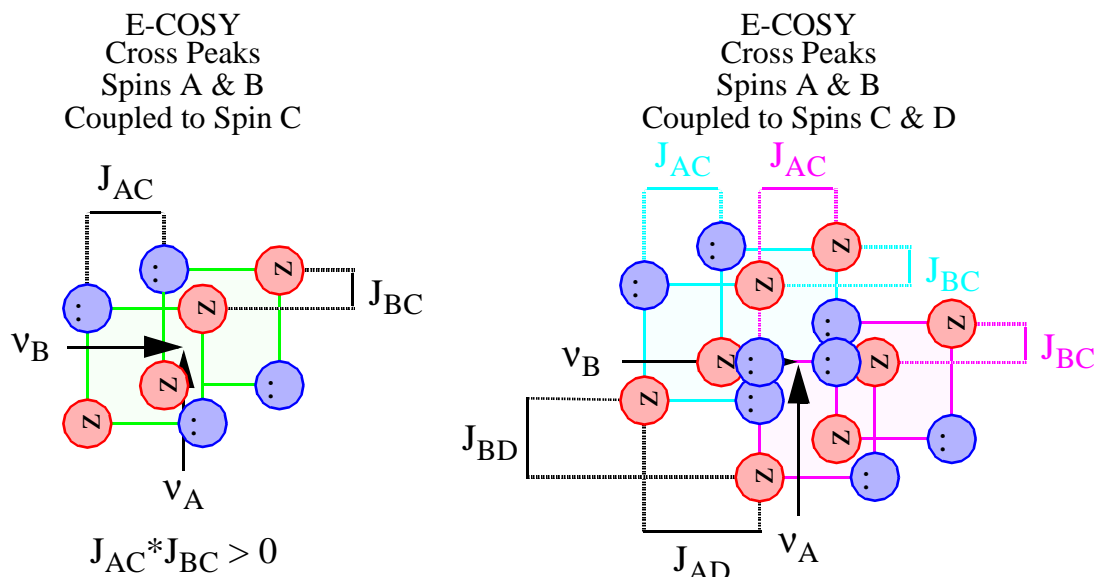 E-COSY
Cross Peaks
Spins A & B
Coupled to Spin C
J_AC
J_BC
ν_B
ν_A
J_AC*J_BC > 0
E-COSY
Cross Peaks
Spins A & B
Coupled to Spins C & D
J_AC
J_AC
J_BC
J_BC
ν_B
J_BD
ν_A
J_AD